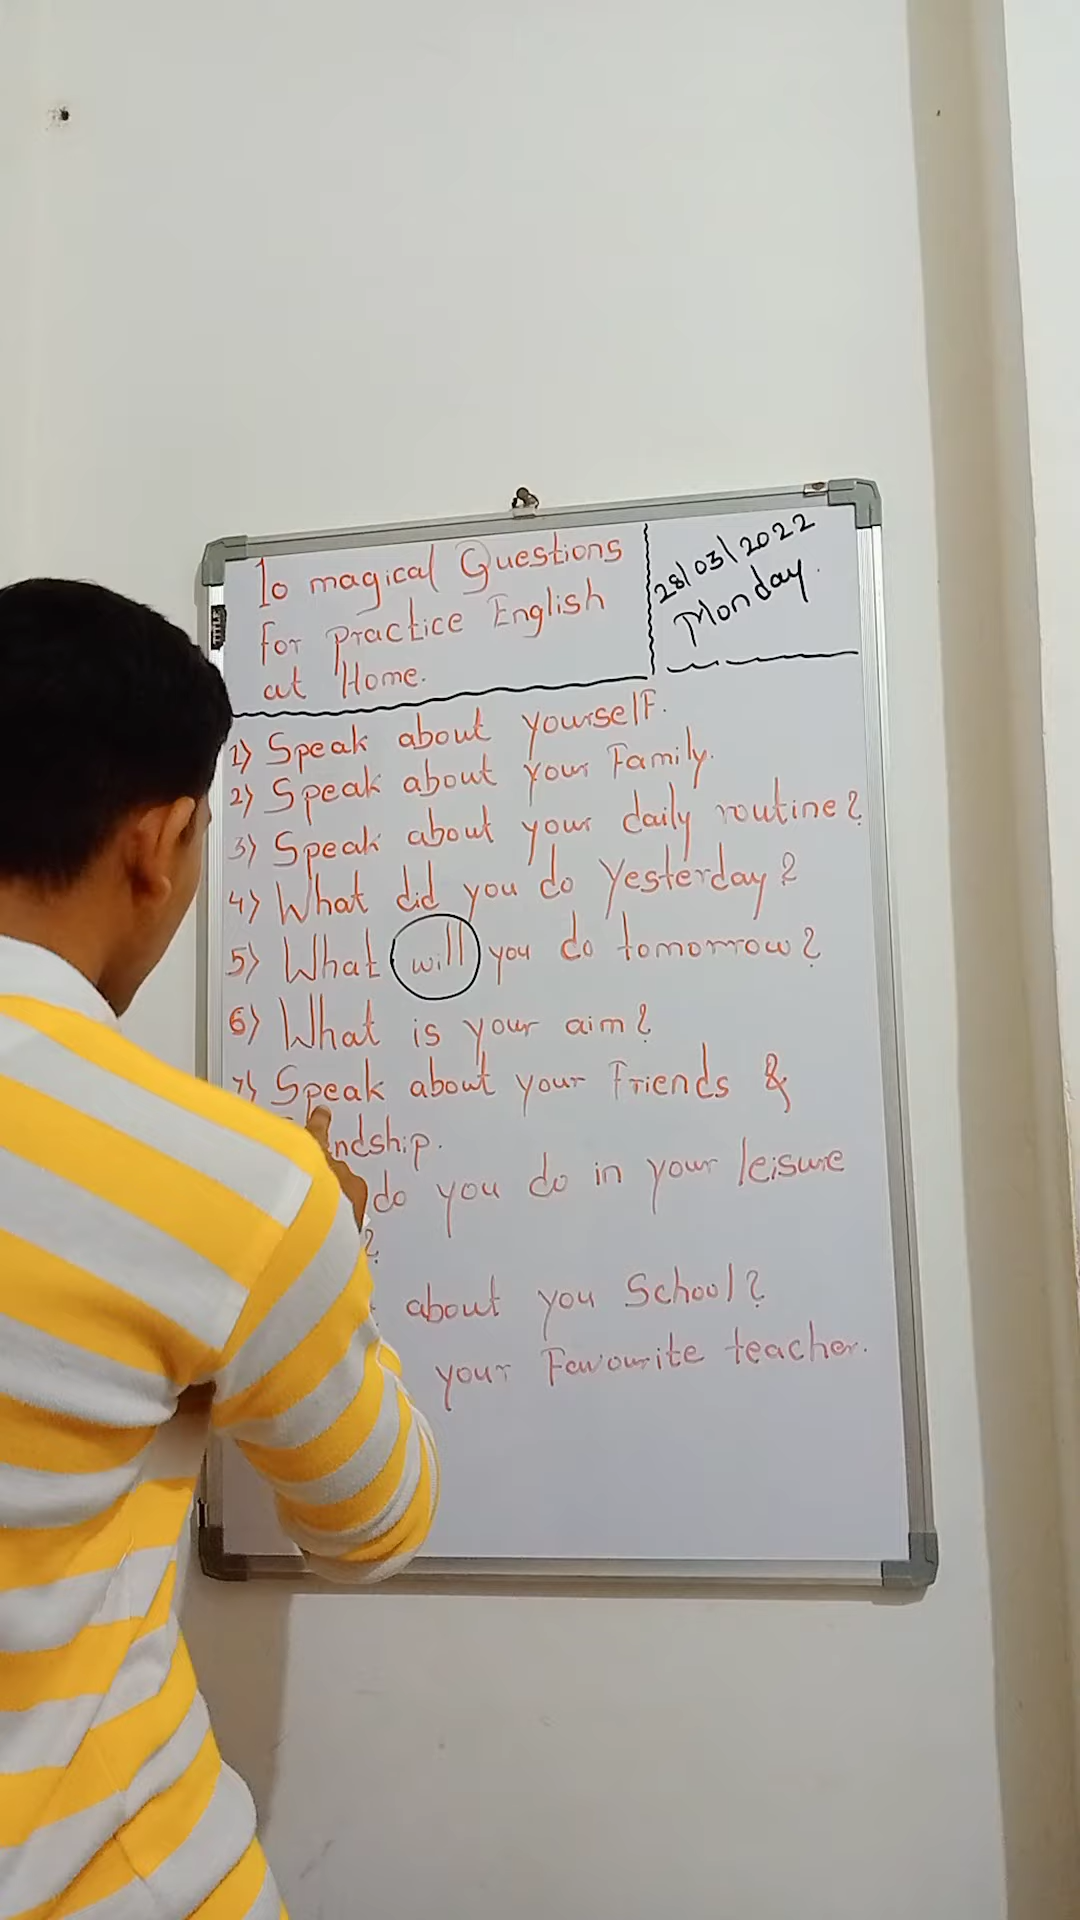 10 magical Questions
For practice English
at Home.
28/03/2022
Monday.
1) Speak about yourself.
2) Speak about your Family.
3) Speak about your daily routine?
4) What did you do Yesterday?
5) What will you do tomorrow?
6) What is your aim?
7) Speak about your Friends &
ndship.
do you do in your leisure
?
about you School?
your Favourite teacher.